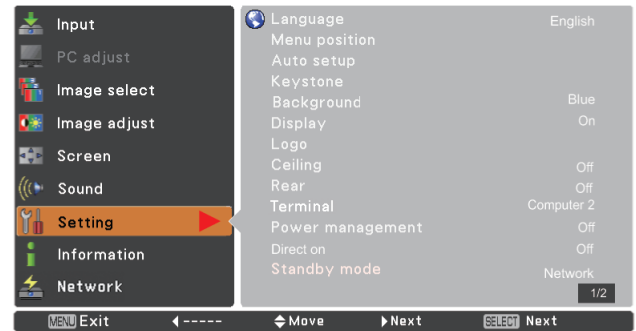 Input
PC adjust
Image select
Image adjust
Screen
Sound
Setting
Information
Network
Language English
Menu position
Auto setup
Keystone
Background Blue
Display On
Logo
Ceiling Off
Rear Off
Terminal Computer 2
Power management Off
Direct on Off
Standby mode Network
1/2
MENU Exit ----- Move Next SELECT Next